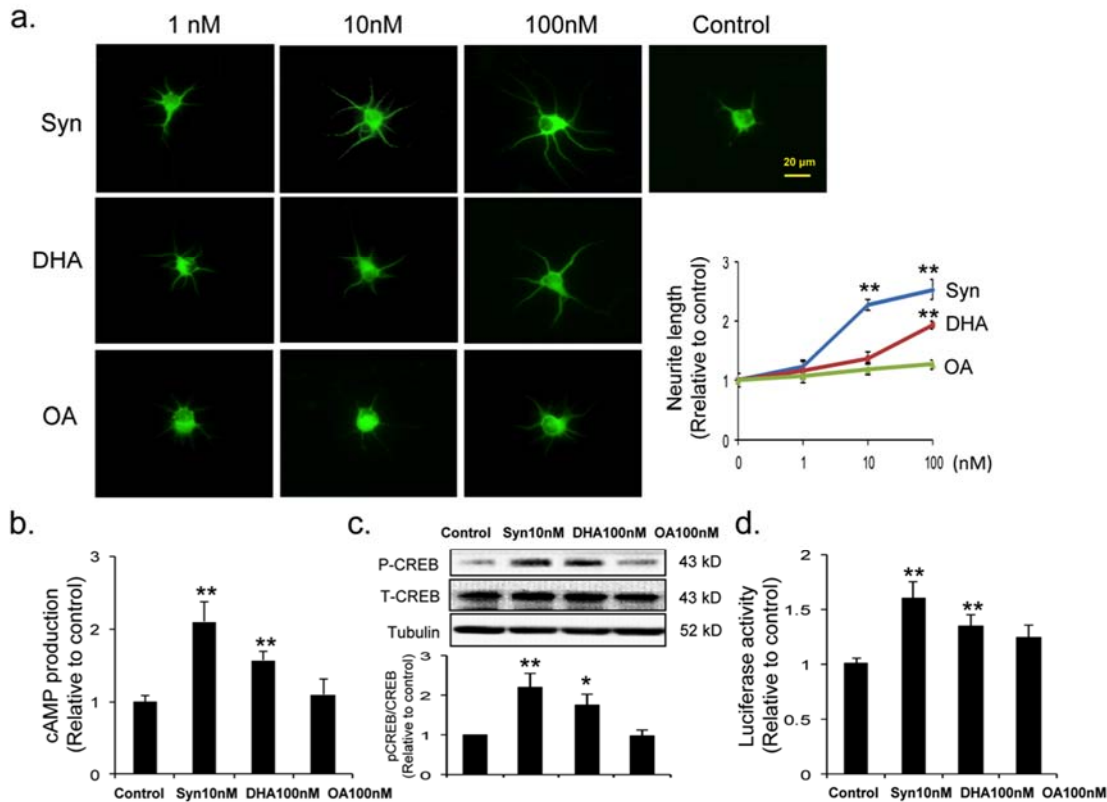 a.
1 nM 10nM 100nM Control
Syn
20 µm
DHA
OA
Neurite length
(Rrelative to control)
3
2
1
0
0 1 10 100 (nM)
**
**
**
Syn
DHA
OA
b.
cAMP production
(Relative to control)
3
2
1
0
**
**
Control Syn10nM DHA100nM OA100nM
c.
Control Syn10nM DHA100nM OA100nM
P-CREB 43 kD
T-CREB 43 kD
Tubulin 52 kD
pCREB/CREB
(Relative to control)
3
2
1
0
**
*
d.
Luciferase activity
(Relative to control)
2
1.5
1
0.5
0
**
**
Control Syn10nM DHA100nM OA100nM